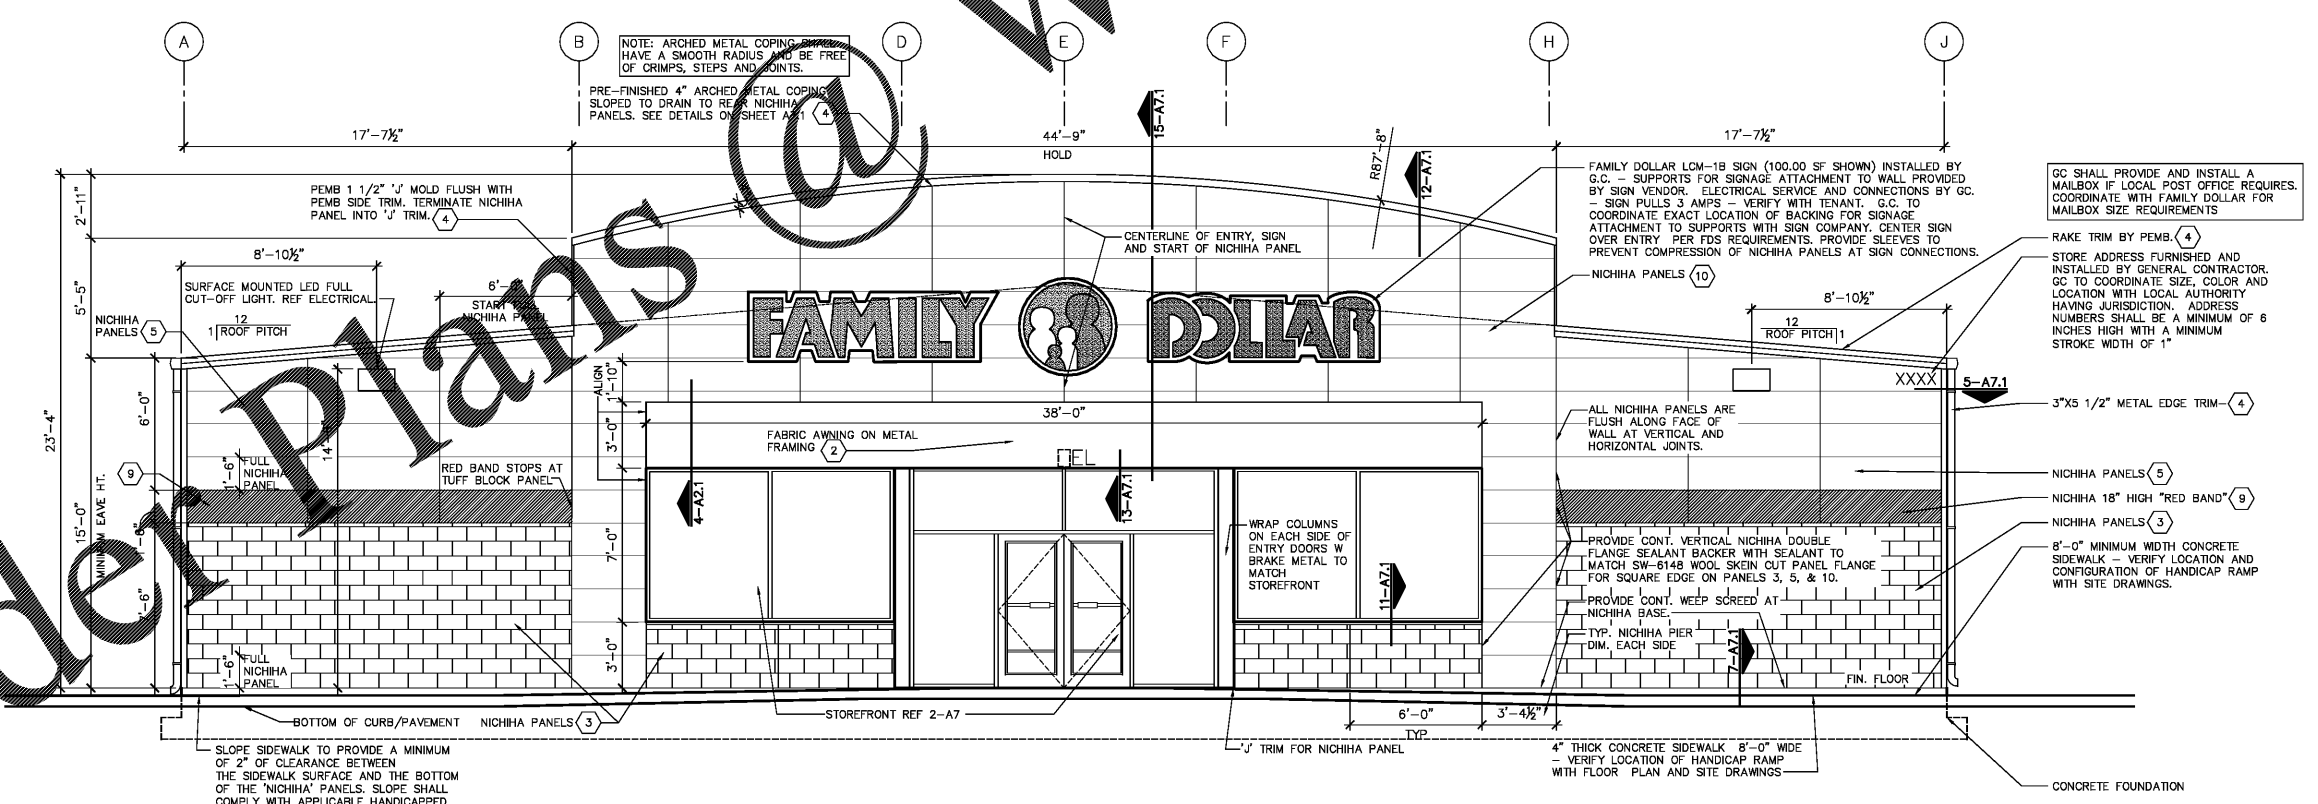 A
B
D
E
F
H
J
NOTE: ARCHED METAL COPING SHALL
HAVE A SMOOTH RADIUS AND BE FREE
OF CRIMPS, STEPS AND JOINTS.
PRE-FINISHED 4" ARCHED METAL COPING
SLOPED TO DRAIN TO REAR NICHIHA
PANELS. SEE DETAILS ON SHEET A7.1
4
15-A7.1
17'-7½"
44'-9"
HOLD
17'-7½"
R87'-8"
12-A7.1
PEMB 1 1/2" 'J' MOLD FLUSH WITH
PEMB SIDE TRIM. TERMINATE NICHIHA
PANEL INTO 'J' TRIM.
4
2'-11"
5'-5"
23'-4"
15'-0"
MINIMUM EAVE HT.
8'-10½"
SURFACE MOUNTED LED FULL
CUT-OFF LIGHT. REF ELECTRICAL.
NICHIHA
PANELS
5
12
1
ROOF PITCH
START FULL
NICHIHA PANEL
CENTERLINE OF ENTRY, SIGN
AND START OF NICHIHA PANEL
FAMILY DOLLAR LCM-1B SIGN (100.00 SF SHOWN) INSTALLED BY
G.C. - SUPPORTS FOR SIGNAGE ATTACHMENT TO WALL PROVIDED
BY SIGN VENDOR. ELECTRICAL SERVICE AND CONNECTIONS BY GC.
- SIGN PULLS 3 AMPS - VERIFY WITH TENANT. G.C. TO
COORDINATE EXACT LOCATION OF BACKING FOR SIGNAGE
ATTACHMENT TO SUPPORTS WITH SIGN COMPANY. CENTER SIGN
OVER ENTRY PER FDS REQUIREMENTS. PROVIDE SLEEVES TO
PREVENT COMPRESSION OF NICHIHA PANELS AT SIGN CONNECTIONS.
NICHIHA PANELS
10
GC SHALL PROVIDE AND INSTALL A
MAILBOX IF LOCAL POST OFFICE REQUIRES.
COORDINATE WITH FAMILY DOLLAR FOR
MAILBOX SIZE REQUIREMENTS
RAKE TRIM BY PEMB.
4
STORE ADDRESS FURNISHED AND
INSTALLED BY GENERAL CONTRACTOR.
GC TO COORDINATE SIZE, COLOR AND
LOCATION WITH LOCAL AUTHORITY
HAVING JURISDICTION. ADDRESS
NUMBERS SHALL BE A MINIMUM OF 6
INCHES HIGH WITH A MINIMUM
STROKE WIDTH OF 1"
8'-10½"
12
ROOF PITCH
1
FAMILY DOLLAR
XXXX
5-A7.1
3"X5 1/2" METAL EDGE TRIM
4
6'-0"
ALIGN
1'-10"
3'-0"
7'-0"
3'-0"
38'-0"
FABRIC AWNING ON METAL
FRAMING
2
EL
ALL NICHIHA PANELS ARE
FLUSH ALONG FACE OF
WALL AT VERTICAL AND
HORIZONTAL JOINTS.
9
1'-6"
FULL
NICHIHA
PANEL
RED BAND STOPS AT
TUFF BLOCK PANEL
4-A2.1
13-A7.1
NICHIHA PANELS
5
NICHIHA 18" HIGH "RED BAND"
9
NICHIHA PANELS
3
8'-0" MINIMUM WIDTH CONCRETE
SIDEWALK - VERIFY LOCATION AND
CONFIGURATION OF HANDICAP RAMP
WITH SITE DRAWINGS.
WRAP COLUMNS
ON EACH SIDE OF
ENTRY DOORS W
BRAKE METAL TO
MATCH
STOREFRONT
11-A7.1
PROVIDE CONT. VERTICAL NICHIHA DOUBLE
FLANGE SEALANT BACKER WITH SEALANT TO
MATCH SW-6148 WOOL SKEIN CUT PANEL FLANGE
FOR SQUARE EDGE ON PANELS 3, 5, & 10.
PROVIDE CONT. WEEP SCREED AT
NICHIHA BASE.
TYP. NICHIHA PIER
DIM. EACH SIDE
7-A7.1
FIN. FLOOR
1'-6"
FULL
NICHIHA
PANEL
BOTTOM OF CURB/PAVEMENT
NICHIHA PANELS
3
STOREFRONT REF 2-A7
6'-0"
TYP
3'-4½"
'J' TRIM FOR NICHIHA PANEL
4" THICK CONCRETE SIDEWALK 8'-0" WIDE
- VERIFY LOCATION OF HANDICAP RAMP
WITH FLOOR PLAN AND SITE DRAWINGS
CONCRETE FOUNDATION
SLOPE SIDEWALK TO PROVIDE A MINIMUM
OF 2" OF CLEARANCE BETWEEN
THE SIDEWALK SURFACE AND THE BOTTOM
OF THE 'NICHIHA' PANELS. SLOPE SHALL
COMPLY WITH APPLICABLE HANDICAPPED
der Plans @ w